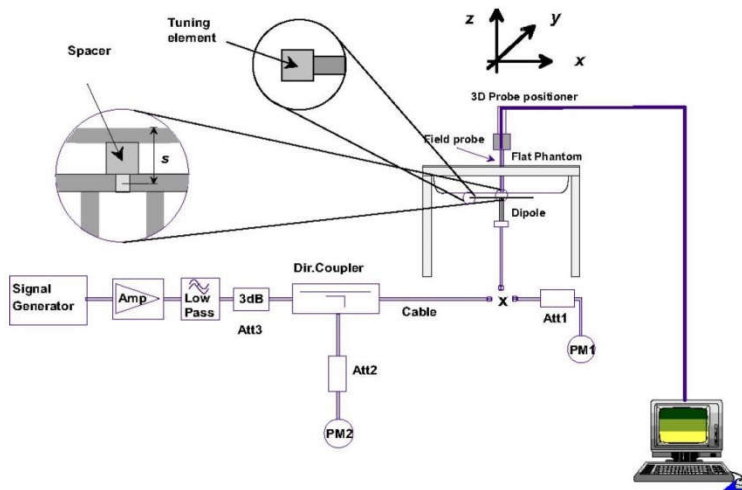 Tuning
element
Spacer
s
z
y
x
3D Probe positioner
Field probe
Flat Phantom
Dipole
Dir.Coupler
Signal
Generator
Amp
Low
Pass
3dB
Att3
Cable
x
Att1
PM1
Att2
PM2